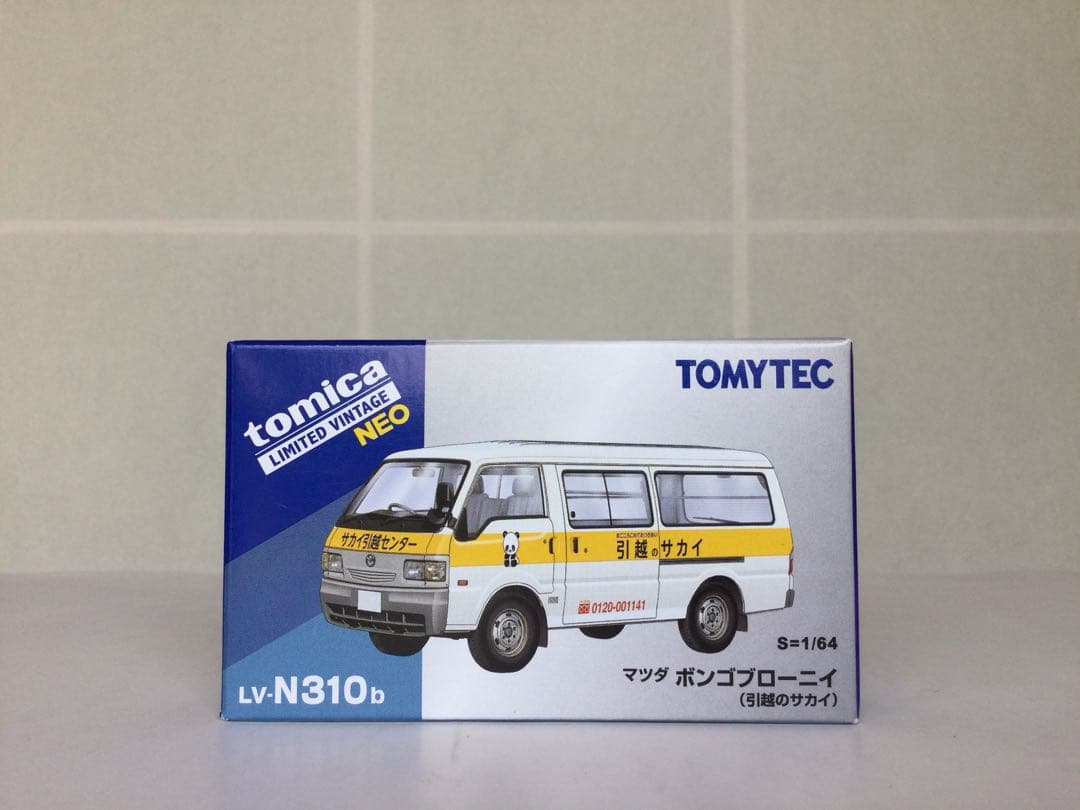 tomica
LIMITED VINTAGE
NEO
TOMYTEC
サカイ引越センター
引越のサカイ
0120-001141
S=1/64
マツダ ボンゴブローニイ
(引越のサカイ)
LV-N310b